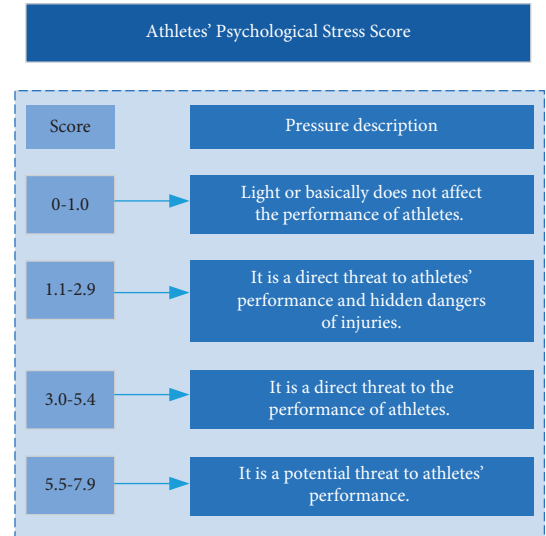 Athletes' Psychological Stress Score
Score
Pressure description
0-1.0
Light or basically does not affect
the performance of athletes.
1.1-2.9
It is a direct threat to athletes'
performance and hidden dangers
of injuries.
3.0-5.4
It is a direct threat to the
performance of athletes.
5.5-7.9
It is a potential threat to athletes'
performance.